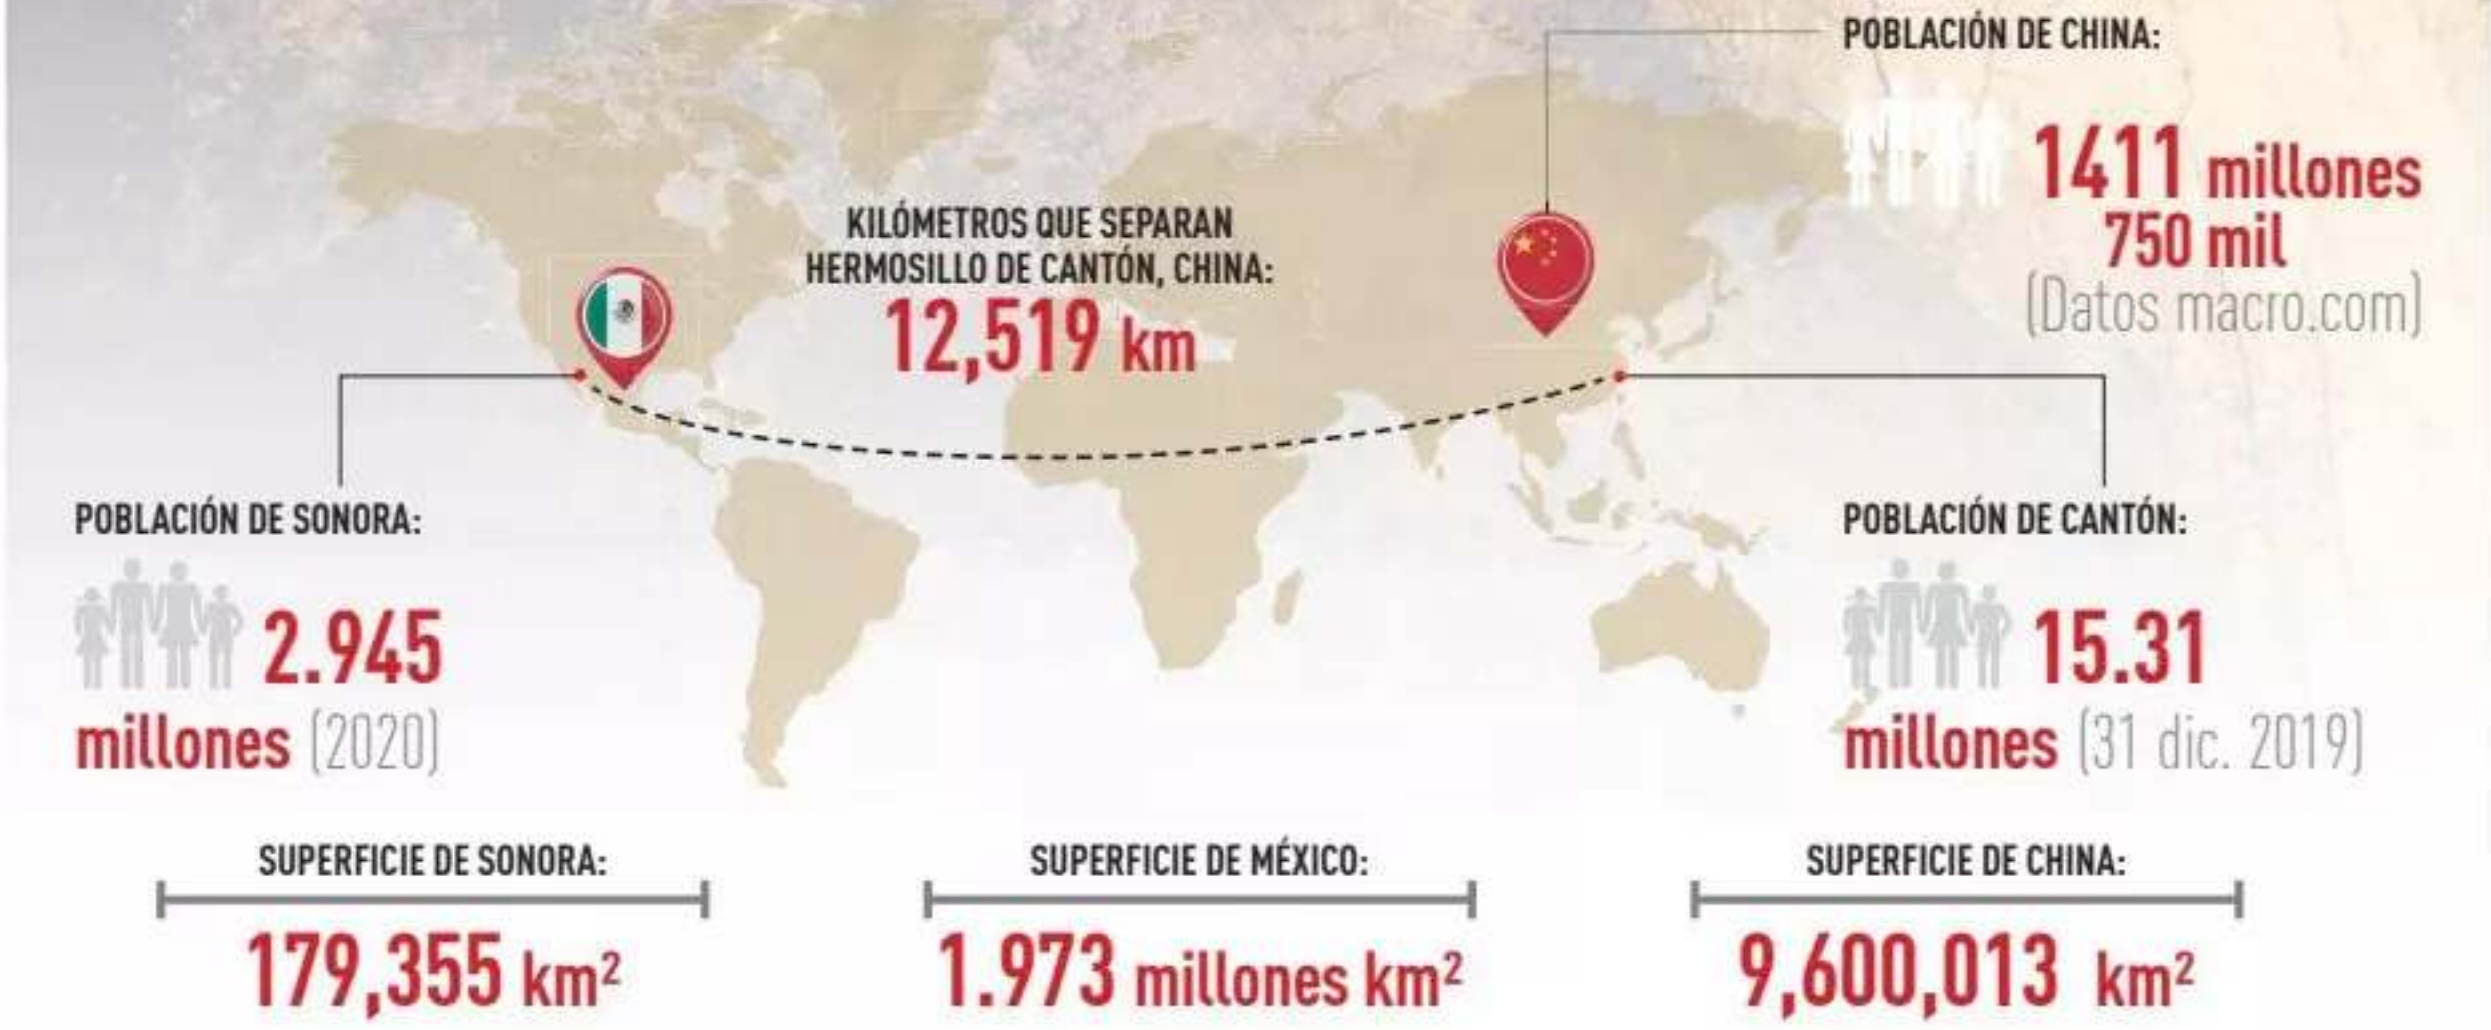 POBLACIÓN DE CHINA:
1411 millones
750 mil
(Datos macro.com)
KILÓMETROS QUE SEPARAN
HERMOSILLO DE CANTÓN, CHINA:
12,519 km
POBLACIÓN DE SONORA:
2.945
millones (2020)
POBLACIÓN DE CANTÓN:
15.31
millones (31 dic. 2019)
SUPERFICIE DE SONORA:
179,355 km²
SUPERFICIE DE MÉXICO:
1.973 millones km²
SUPERFICIE DE CHINA:
9,600,013 km²